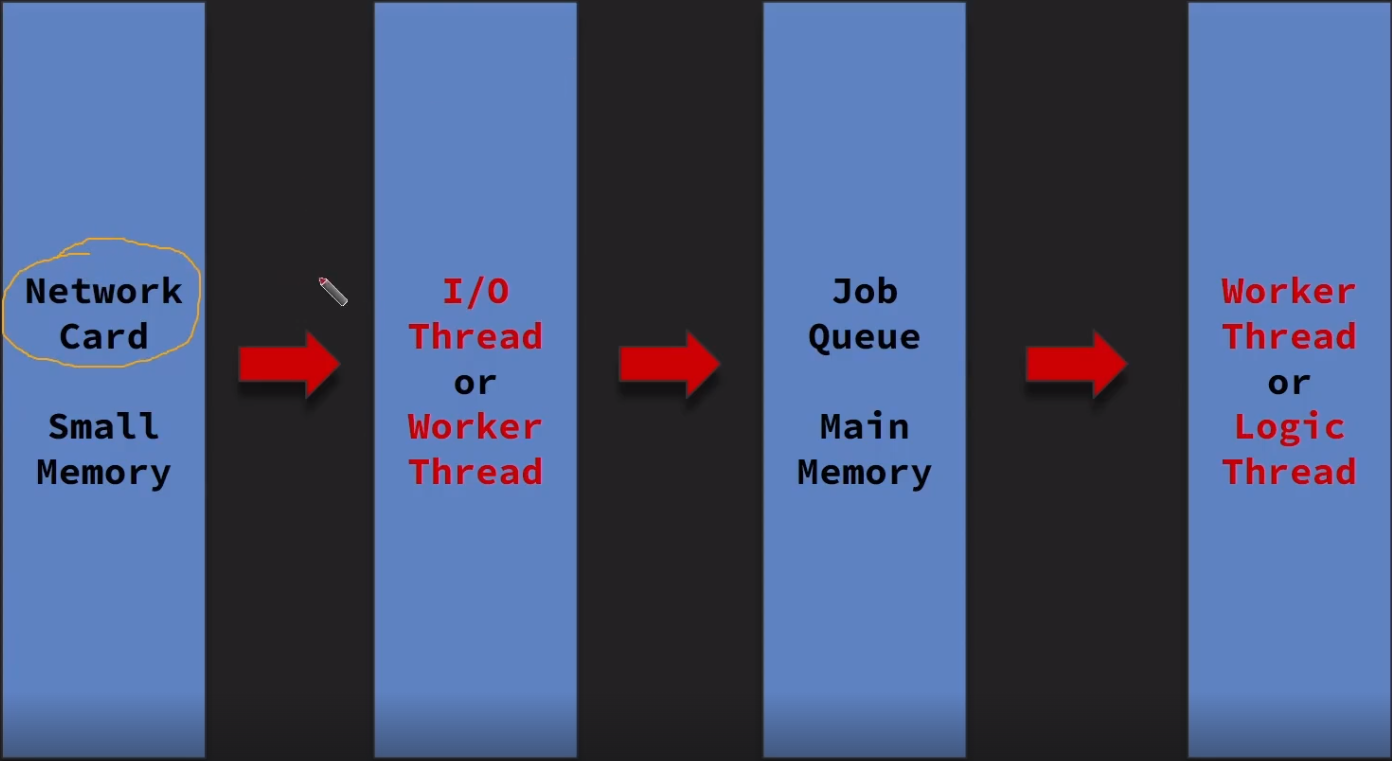 Network
Card
Small
Memory
I/O
Thread
or
Worker
Thread
Job
Queue
Main
Memory
Worker
Thread
or
Logic
Thread